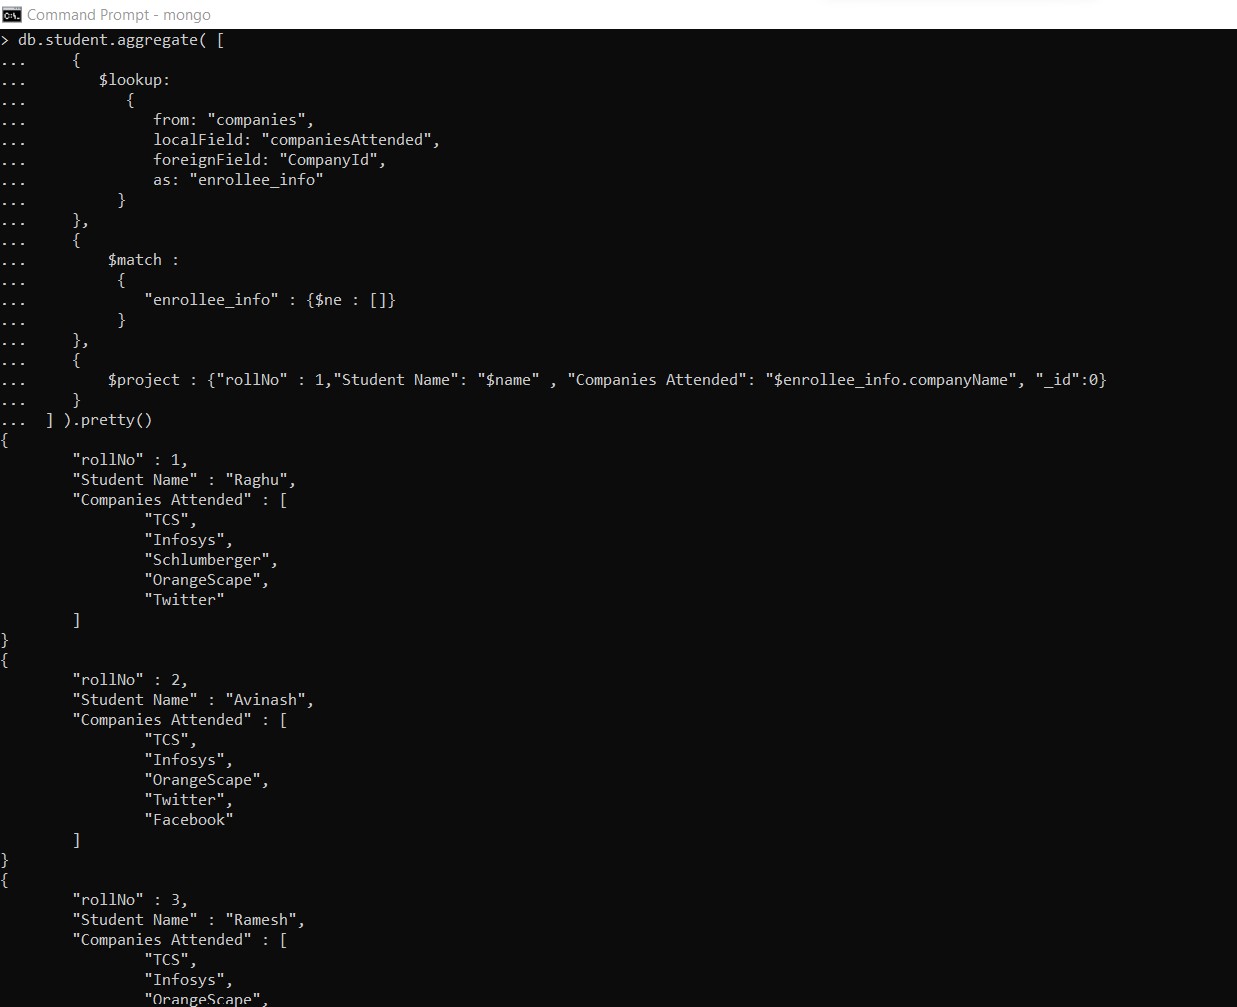 Command Prompt - mongo
> db.student.aggregate( [
...     {
...        $lookup:
...           {
...              from: "companies",
...              localField: "companiesAttended",
...              foreignField: "CompanyId",
...              as: "enrollee_info"
...          }
...     },
...     {
...         $match :
...          {
...             "enrollee_info" : {$ne : []}
...          }
...     },
...     {
...         $project : {"rollNo" : 1,"Student Name": "$name" , "Companies Attended": "$enrollee_info.companyName", "_id":0}
...     }
...  ] ).pretty()
{
        "rollNo" : 1,
        "Student Name" : "Raghu",
        "Companies Attended" : [
                "TCS",
                "Infosys",
                "Schlumberger",
                "OrangeScape",
                "Twitter"
        ]
}
{
        "rollNo" : 2,
        "Student Name" : "Avinash",
        "Companies Attended" : [
                "TCS",
                "Infosys",
                "OrangeScape",
                "Twitter",
                "Facebook"
        ]
}
{
        "rollNo" : 3,
        "Student Name" : "Ramesh",
        "Companies Attended" : [
                "TCS",
                "Infosys",
                "OrangeScape",